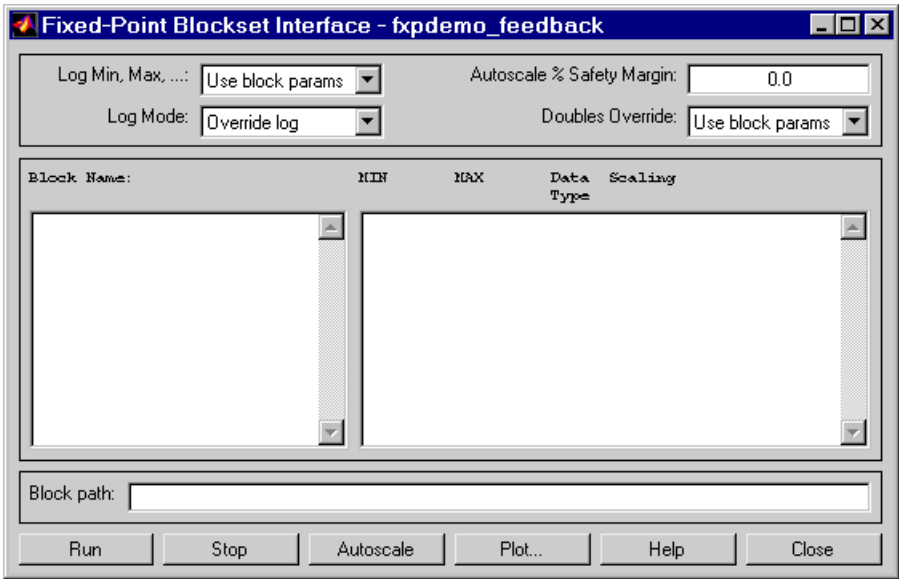 Fixed-Point Blockset Interface - fxpdemo_feedback
Log Min, Max, ...: Use block params Autoscale % Safety Margin: 0.0
Log Mode: Override log Doubles Override: Use block params
Block Name: MIN MAX Data Scaling
Type
Block path:
Run Stop Autoscale Plot... Help Close